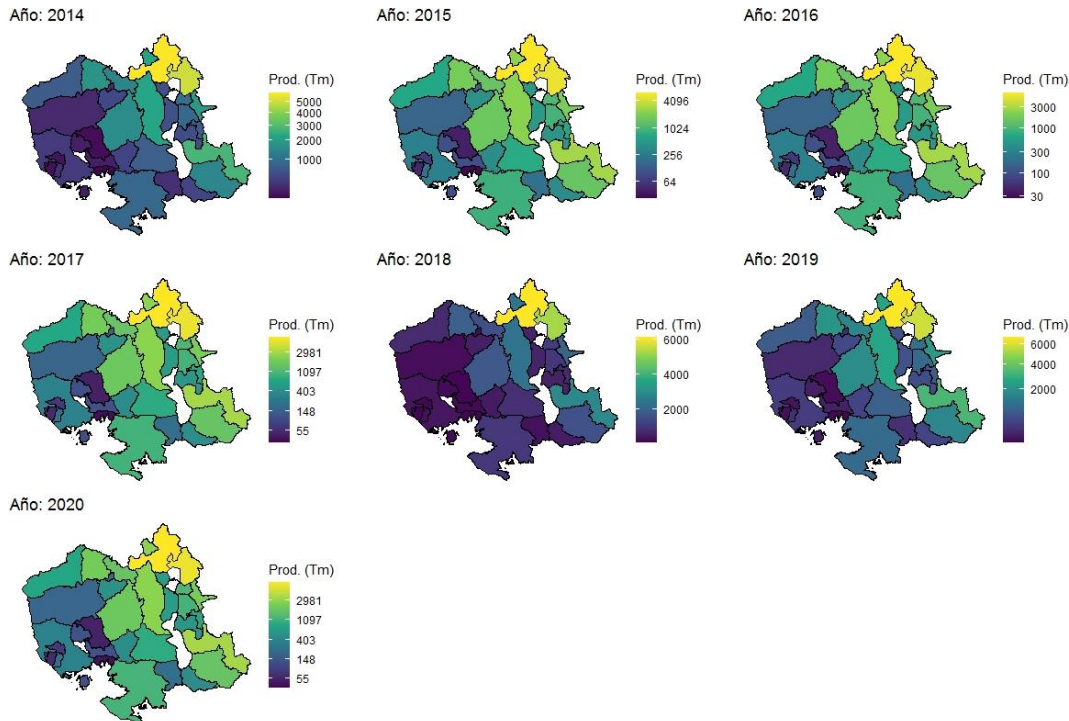 Año: 2014
Prod. (Tm)
5000
4000
3000
2000
1000
Año: 2015
Prod. (Tm)
4096
1024
256
64
Año: 2016
Prod. (Tm)
3000
1000
300
100
30
Año: 2017
Prod. (Tm)
2981
1097
403
148
55
Año: 2018
Prod. (Tm)
6000
4000
2000
Año: 2019
Prod. (Tm)
6000
4000
2000
Año: 2020
Prod. (Tm)
2981
1097
403
148
55